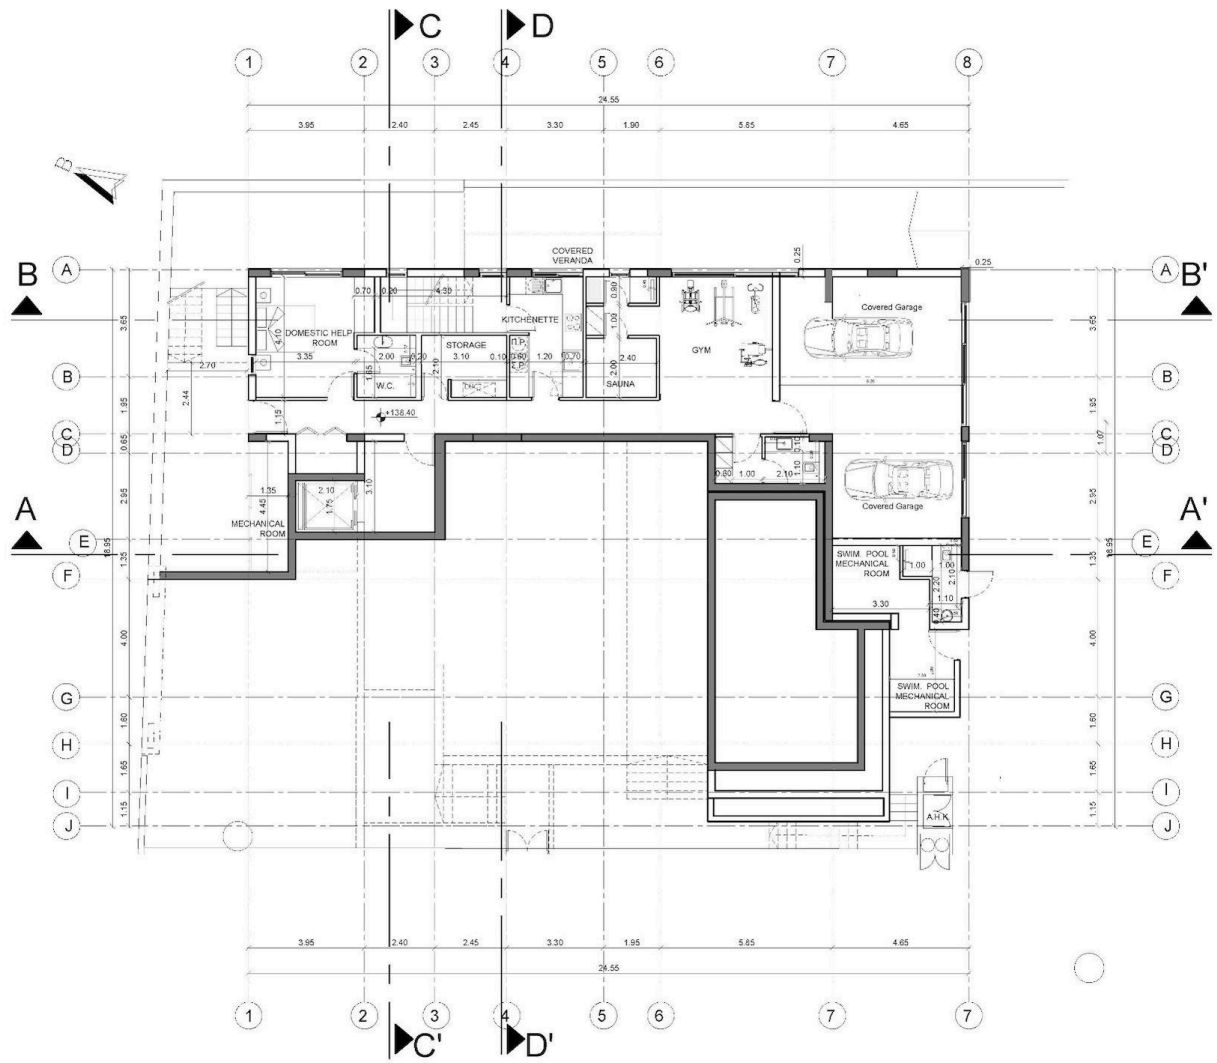 C D
1 2 3 4 5 6 7 8
24.55
3.95 2.40 2.45 3.30 1.90 5.85 4.65
B
COVERED
VERANDA
0.25
0.25
A A
B B'
0.70 0.20 4.30
0.90
KITCHENETTE
Covered Garage
DOMESTIC HELP
ROOM
4.10
1.00
3.65 3.65
STORAGE
GYM
3.35 2.00 0.20 3.10 0.10 0.60 1.20 0.70 2.40
Π.Ρ.
Σ.Ρ.
2.70
1.65
2.10
2.00
B B
W.C.
SAUNA
2.44
1.95 1.95
1.15
+138.40
C C
0.65
1.07
D D
1.10
0.60 1.00 2.10
1.10
2.95 2.95
1.35
2.10
3.10
4.45
1.75
Covered Garage
A A'
MECHANICAL
ROOM
E E
18.95 18.95
1.35 1.35
SWIM. POOL
MECHANICAL
ROOM
1.00 1.00
2.10
2.20
F F
3.30
1.10
0.40
4.00 4.00
SWIM. POOL
MECHANICAL
ROOM
G G
1.60 1.60
H H
1.65 1.65
I I
1.15 1.15
A.H.K.
J J
3.95 2.40 2.45 3.30 1.95 5.85 4.65
24.55
1 2 3 4 5 6 7 7
C' D'